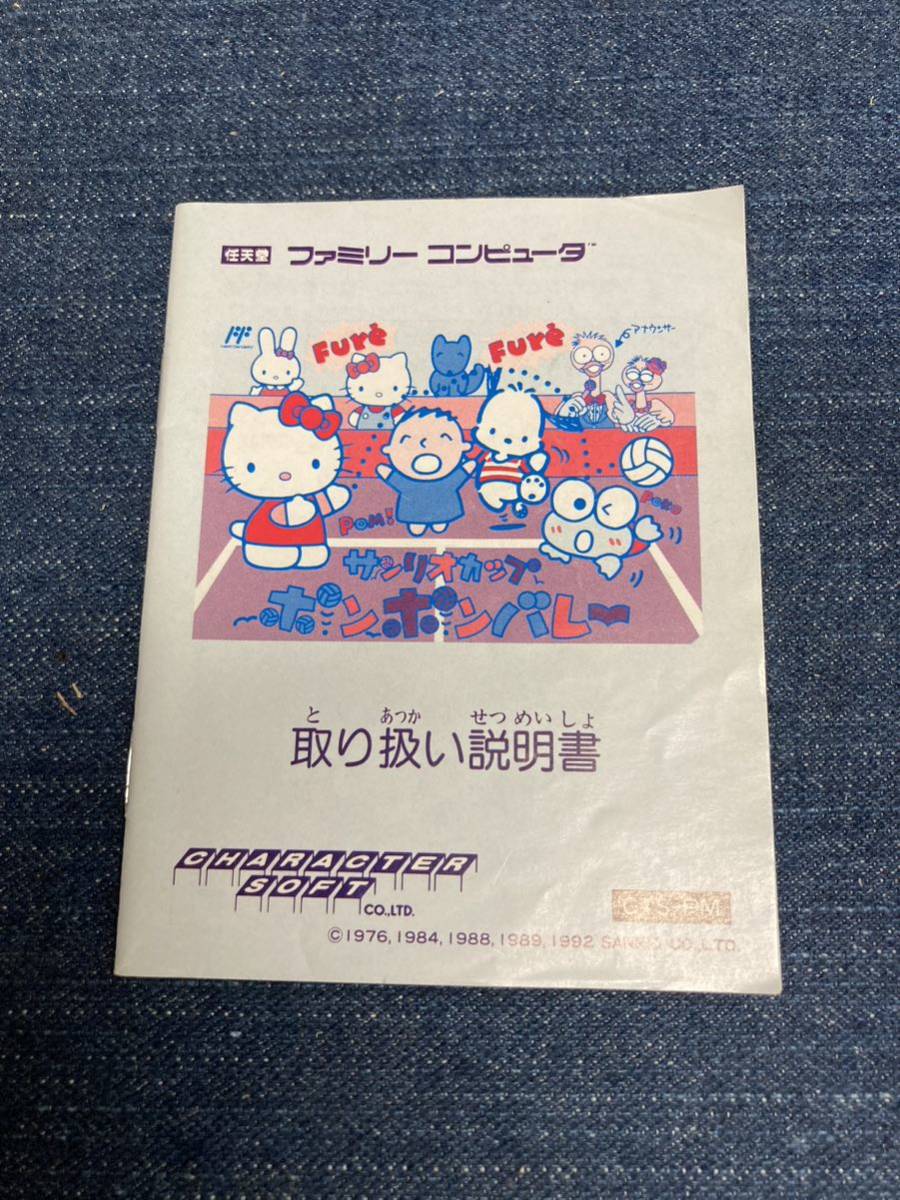 任天堂 ファミリー コンピュータ™
Furé
Furé
アナウンサー
POM!
サンリオカップ
ポンポンバレー
とあつかせつめいしょ
取り扱い説明書
CHARACTER
SOFT
CO.,LTD.
©1976,1984,1988,1989,1992 SANRIO CO.,LTD.